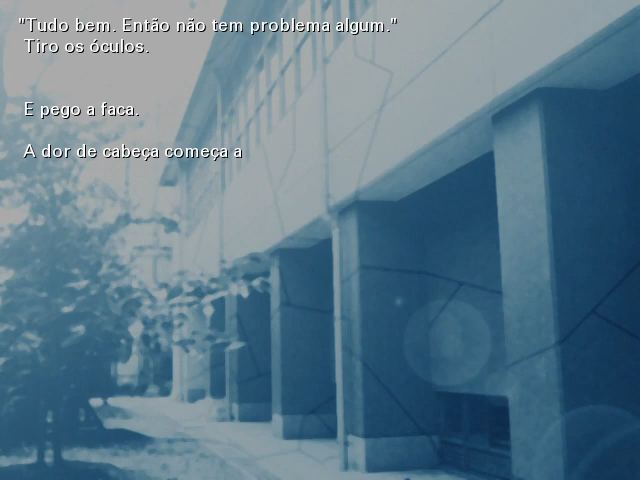 "Tudo bem. Então não tem problema algum."
Tiro os óculos.
E pego a faca.
A dor de cabeça começa a